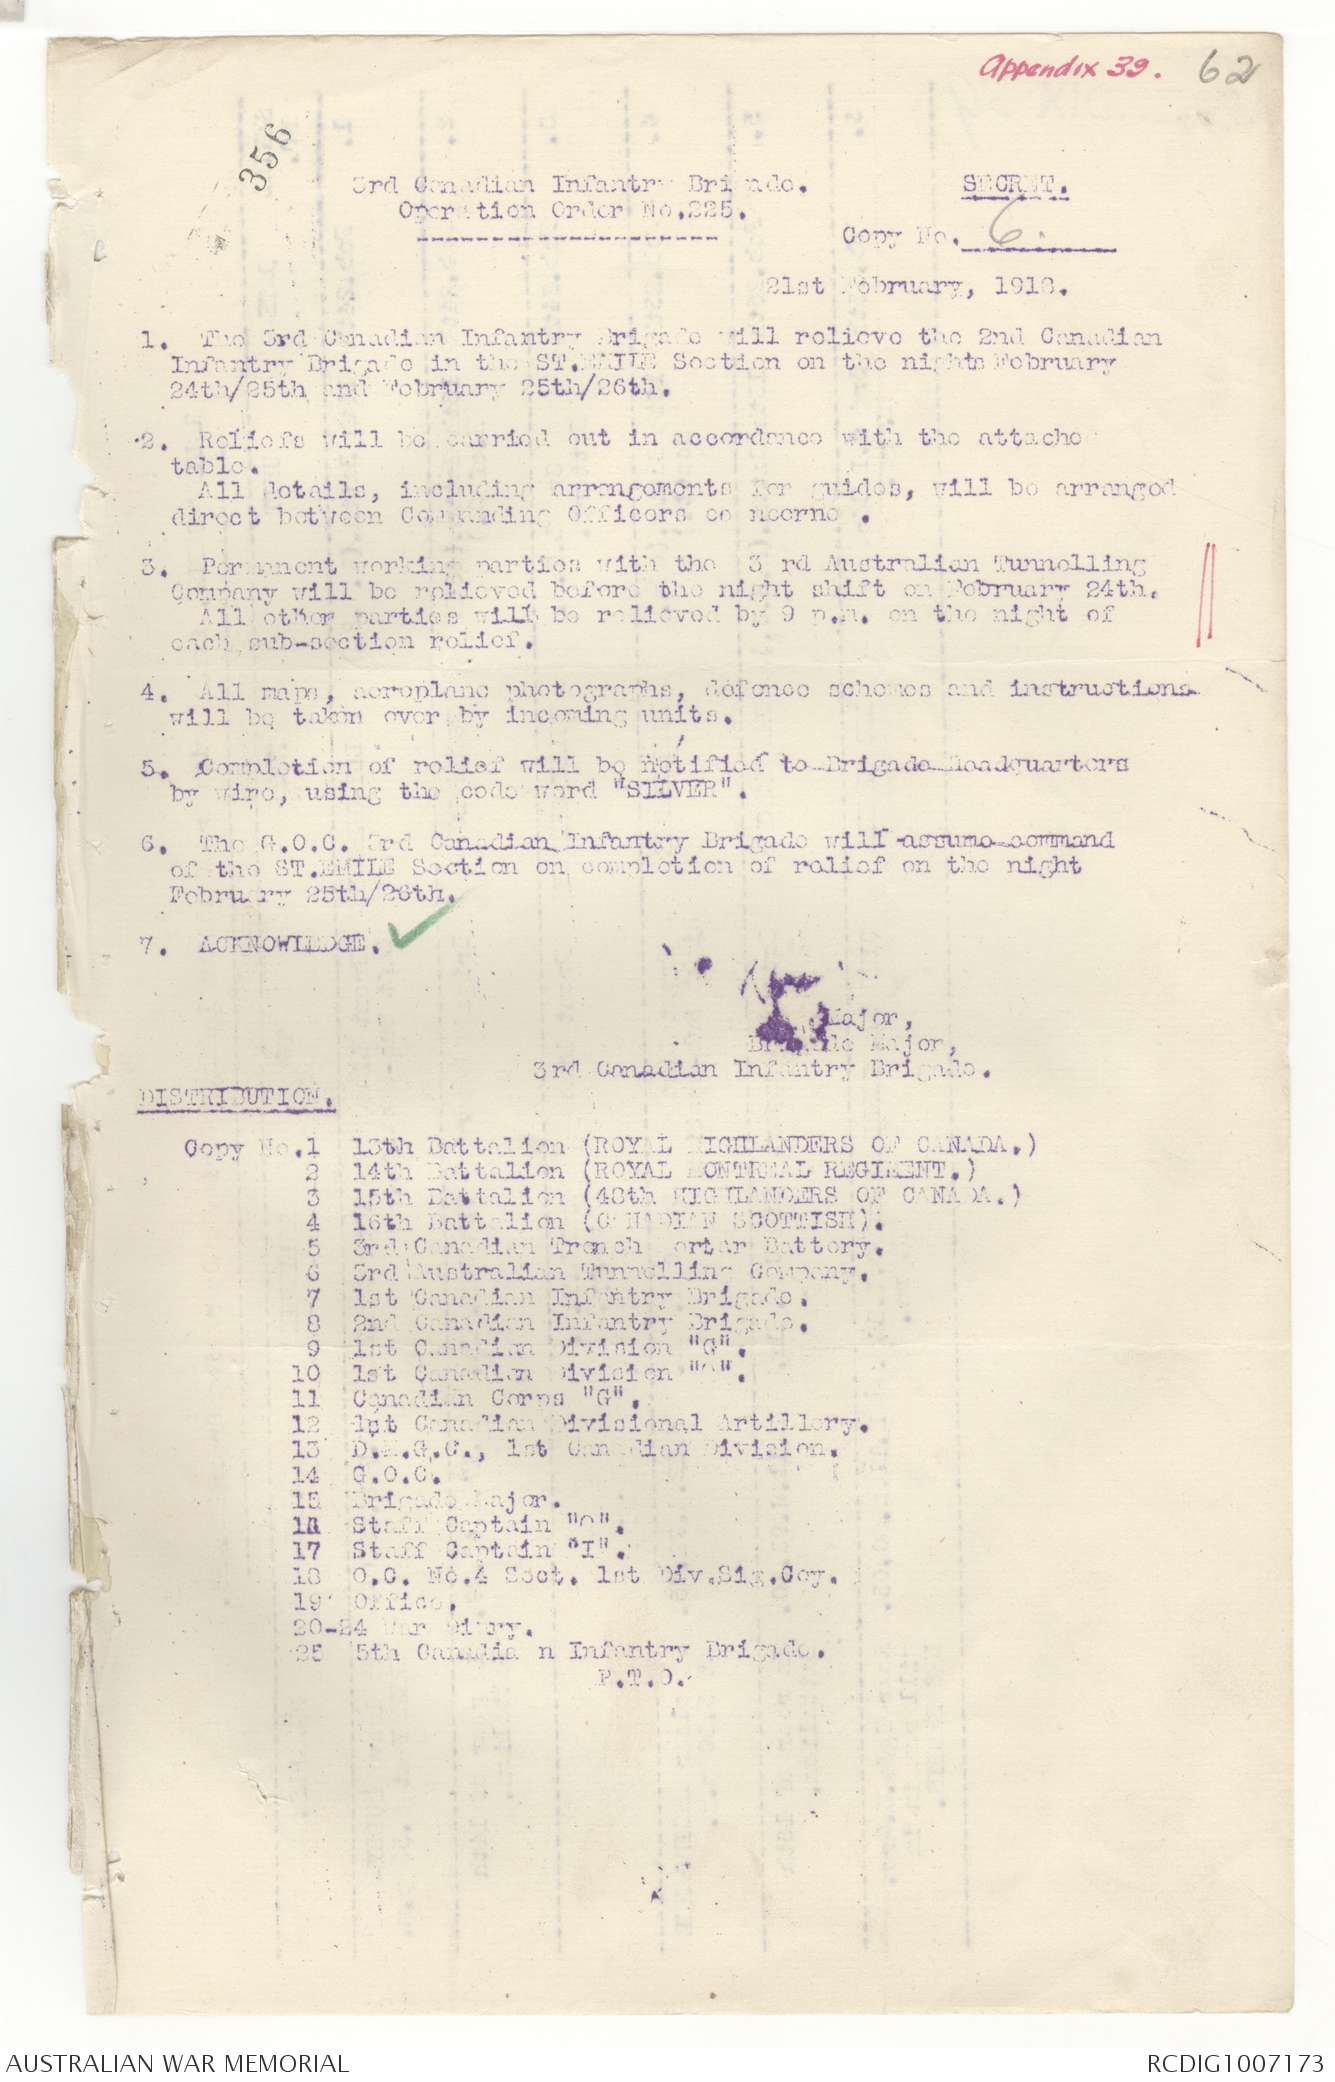 Appendix 39. 62
356
3rd Canadian Infantry Brigade. SECRET.
Operation Order No.225.
Copy No. 6.
21st February, 1918.
1. The 3rd Canadian Infantry Brigade will relieve the 2nd Canadian
Infantry Brigade in the ST.EMILE Section on the nights February
24th/25th and February 25th/26th.
2. Reliefs will be carried out in accordance with the attache
table.
All details, including arrangements for guides, will be arranged
direct between Commanding Officers co ncerne .
3. Permanent working parties with the 3 rd Australian Tunnelling
Company will be relieved before the night shift on February 24th.
All other parties will be relieved by 9 p.m. on the night of
each sub-section relief.
4. All maps, aeroplane photographs, defence schemes and instructions
will be taken over by incoming units.
5. Completion of relief will be notified to Brigade Headquarters
by wire, using the code word "SILVER".
6. The G.O.C. 3rd Canadian Infantry Brigade will assume command
of the ST.EMILE Section on completion of relief on the night
February 25th/26th.
7. ACKNOWLEDGE.
Major,
Brigade Major,
3rd Canadian Infantry Brigade.
DISTRIBUTION.
Copy No.1 13th Battalion (ROYAL HIGHLANDERS OF CANADA.)
2 14th Battalion (ROYAL MONTREAL REGIMENT.)
3 15th Battalion (48th HIGHLANDERS OF CANADA.)
4 16th Battalion (CANADIAN SCOTTISH).
5 3rd Canadian Trench Mortar Battery.
6 3rd Australian Tunnelling Company.
7 1st Canadian Infantry Brigade.
8 2nd Canadian Infantry Brigade.
9 1st Canadian Division "G".
10 1st Canadian Division
11 Canadian Corps "G".
12 1st Canadian Divisional Artillery.
13 D.M.G.C., 1st Canadian Division.
14 G.O.C.
15 Brigade Major.
Staff Captain
17 Staff Captain "I".
18 O.C. No.4 Sect. 1st Div.Sig.Coy.
19 Office.
20-24 War Diary.
25 5th Canadia n Infantry Brigade.
P.T.O.
AUSTRALIAN WAR MEMORIAL RCDIG1007173